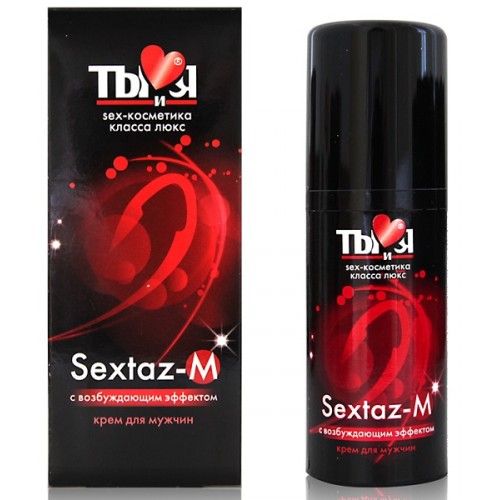 ТЫ и Я®
sex-косметика
класса люкс
Sextaz-M
с возбуждающим эффектом
крем для мужчин
ТЫ и Я®
sex-косметика
класса люкс
Sextaz-M
с возбуждающим эффектом
крем для мужчин